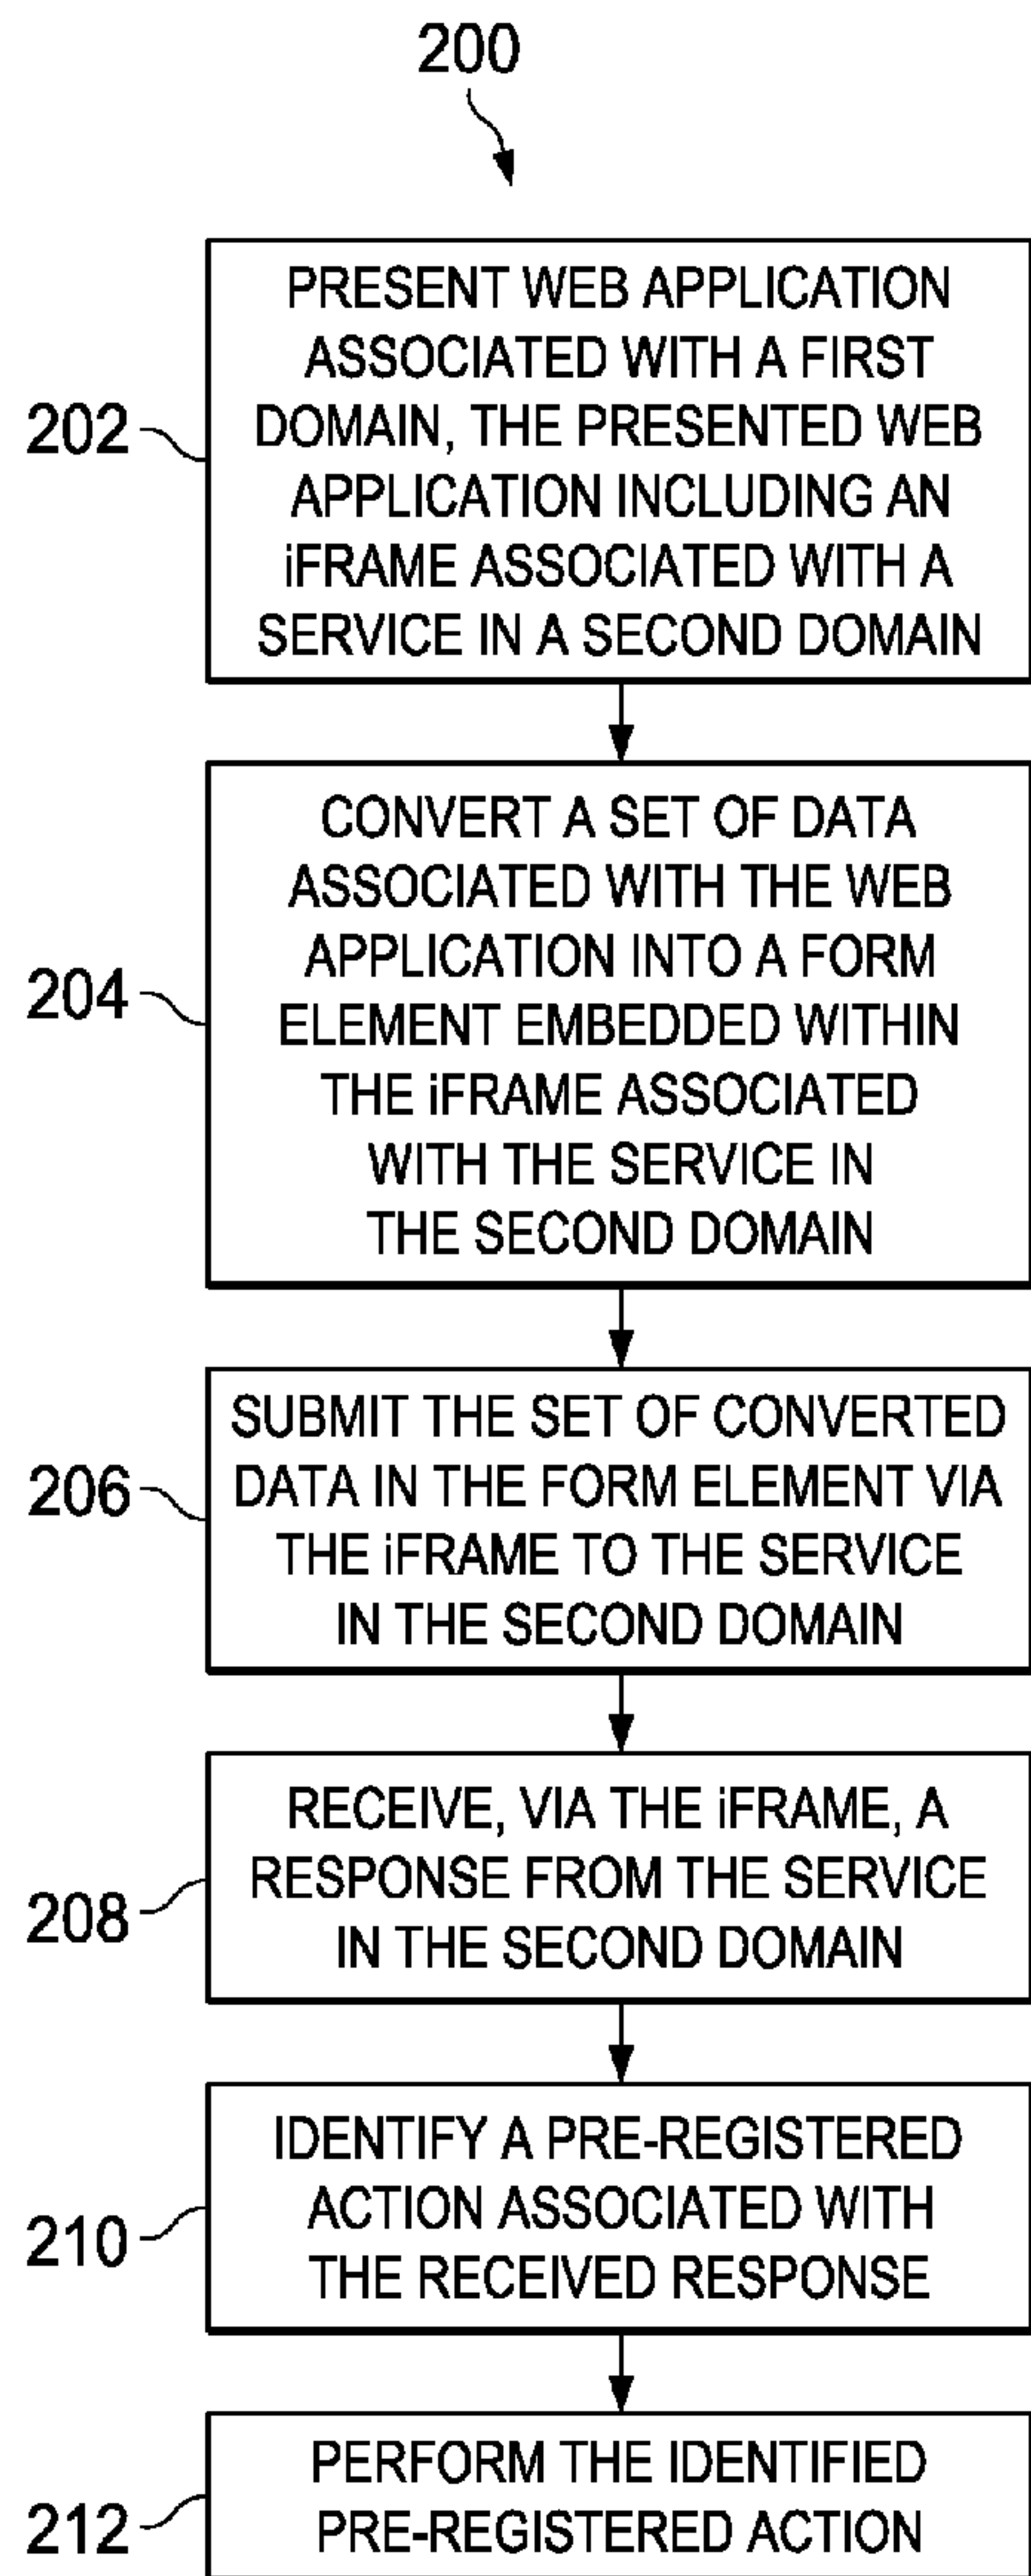 200
202
PRESENT WEB APPLICATION
ASSOCIATED WITH A FIRST
DOMAIN, THE PRESENTED WEB
APPLICATION INCLUDING AN
iFRAME ASSOCIATED WITH A
SERVICE IN A SECOND DOMAIN
204
CONVERT A SET OF DATA
ASSOCIATED WITH THE WEB
APPLICATION INTO A FORM
ELEMENT EMBEDDED WITHIN
THE iFRAME ASSOCIATED
WITH THE SERVICE IN
THE SECOND DOMAIN
206
SUBMIT THE SET OF CONVERTED
DATA IN THE FORM ELEMENT VIA
THE iFRAME TO THE SERVICE
IN THE SECOND DOMAIN
208
RECEIVE, VIA THE iFRAME, A
RESPONSE FROM THE SERVICE
IN THE SECOND DOMAIN
210
IDENTIFY A PRE-REGISTERED
ACTION ASSOCIATED WITH
THE RECEIVED RESPONSE
212
PERFORM THE IDENTIFIED
PRE-REGISTERED ACTION